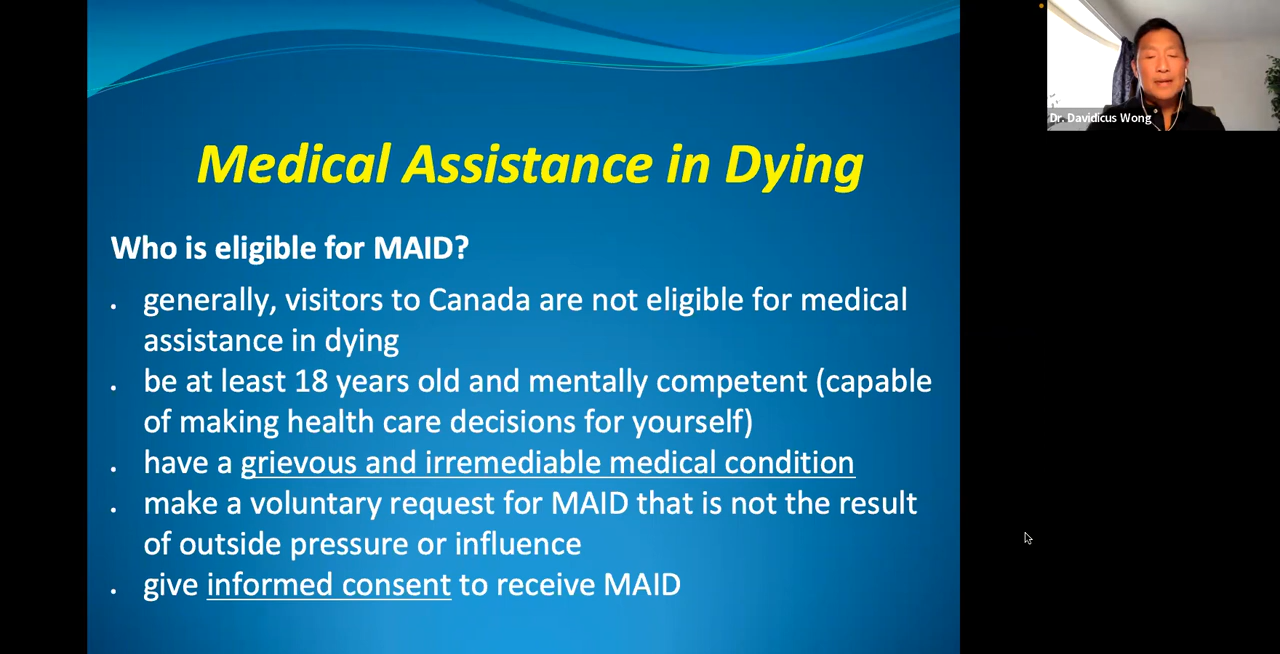 Medical Assistance in Dying
Who is eligible for MAID?
• generally, visitors to Canada are not eligible for medical
assistance in dying
• be at least 18 years old and mentally competent (capable
of making health care decisions for yourself)
• have a grievous and irremediable medical condition
• make a voluntary request for MAID that is not the result
of outside pressure or influence
• give informed consent to receive MAID
Dr. Davidicus Wong